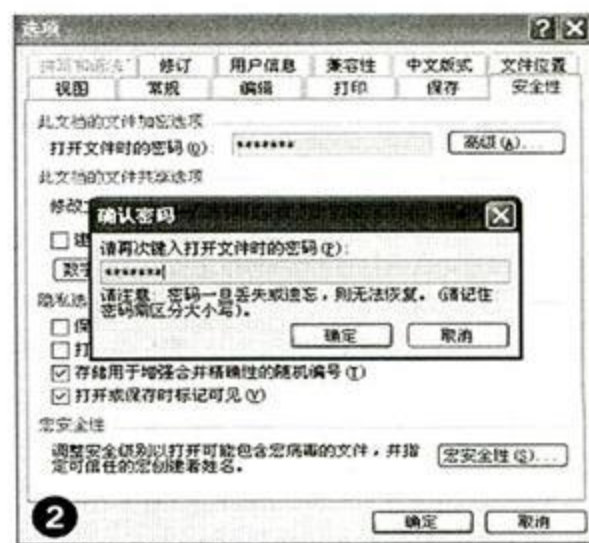 选项
修订 用户信息 兼容性 中文版式 文件位置
视图 常规 编辑 打印 保存 安全性
此文档的文件加密选项
打开文件时的密码(O): ******* 高级(A)...
此文档的文件共享选项
修改
确认密码
请再次键入打开文件时的密码(P):
*******
请注意:密码一旦丢失或遗忘,则无法恢复。(请记住
密码需区分大小写)。
确定 取消
数字
隐私选
保
打
存储用于增强合并精确性的随机编号(T)
打开或保存时标记可见(V)
宏安全性
调整安全级别以打开可能包含宏病毒的文件,并指
定可信任的宏创建者姓名。
宏安全性(S)...
2
确定 取消